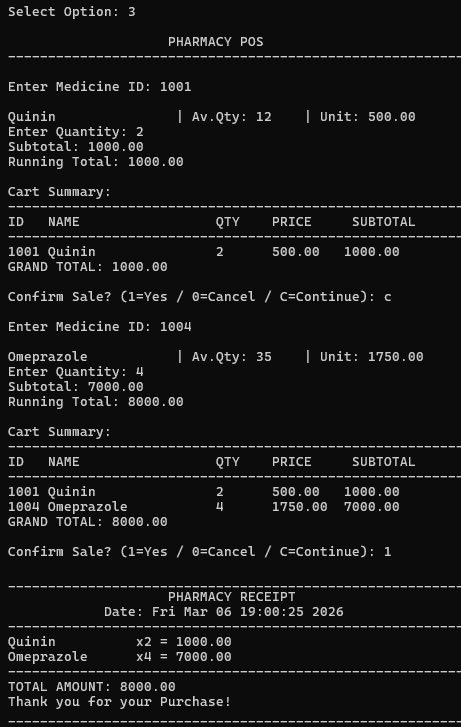 Select Option: 3
PHARMACY POS
------------------------------------------------------------
Enter Medicine ID: 1001
Quinin               | Av.Qty: 12    | Unit: 500.00
Enter Quantity: 2
Subtotal: 1000.00
Running Total: 1000.00
Cart Summary:
------------------------------------------------------------
ID   NAME                 QTY    PRICE     SUBTOTAL
------------------------------------------------------------
1001 Quinin               2      500.00   1000.00
GRAND TOTAL: 1000.00
Confirm Sale? (1=Yes / 0=Cancel / C=Continue): c
Enter Medicine ID: 1004
Omeprazole           | Av.Qty: 35    | Unit: 1750.00
Enter Quantity: 4
Subtotal: 7000.00
Running Total: 8000.00
Cart Summary:
------------------------------------------------------------
ID   NAME                 QTY    PRICE     SUBTOTAL
------------------------------------------------------------
1001 Quinin               2      500.00   1000.00
1004 Omeprazole           4      1750.00  7000.00
GRAND TOTAL: 8000.00
Confirm Sale? (1=Yes / 0=Cancel / C=Continue): 1
------------------------------------------------------------
PHARMACY RECEIPT
Date: Fri Mar 06 19:00:25 2026
------------------------------------------------------------
Quinin          x2 = 1000.00
Omeprazole      x4 = 7000.00
------------------------------------------------------------
TOTAL AMOUNT: 8000.00
Thank you for your Purchase!
------------------------------------------------------------